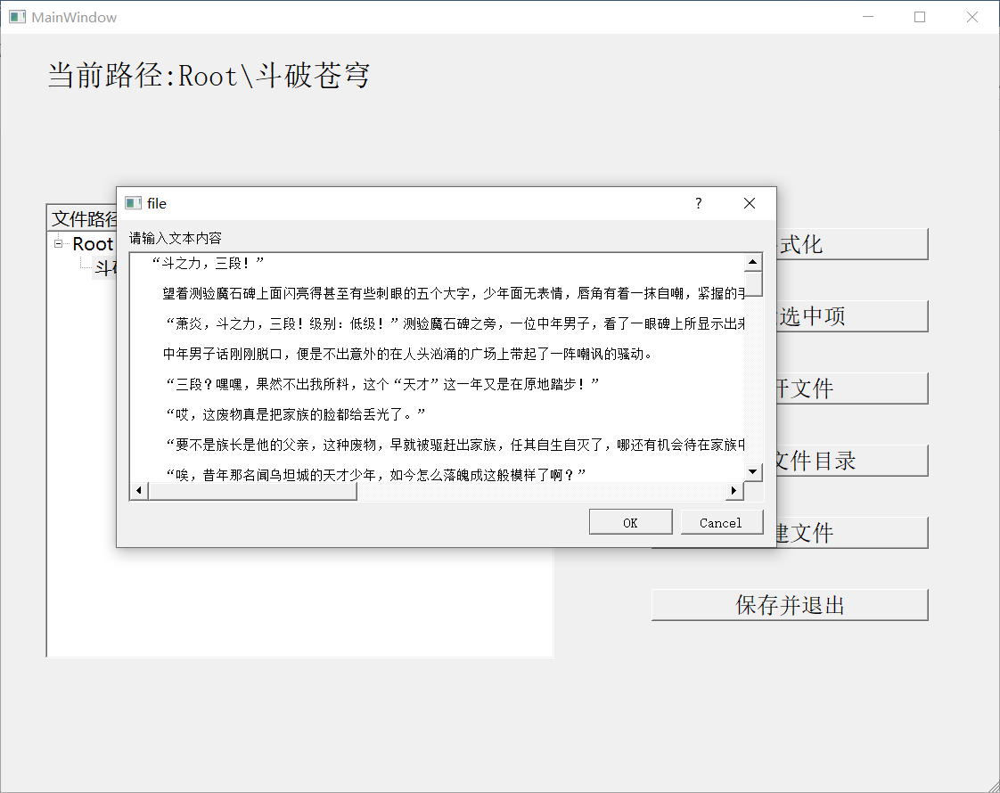 MainWindow
当前路径:Root\斗破苍穹
file
?
请输入文本内容
“斗之力，三段！”
望着测验魔石碑上面闪亮得甚至有些刺眼的五个大字，少年面无表情，唇角有着一抹自嘲，紧握的手
“萧炎，斗之力，三段！级别：低级！”测验魔石碑之旁，一位中年男子，看了一眼碑上所显示出来
中年男子话刚刚脱口，便是不出意外的在人头汹涌的广场上带起了一阵嘲讽的骚动。
“三段？嘿嘿，果然不出我所料，这个“天才”这一年又是在原地踏步！”
“哎，这废物真是把家族的脸都给丢光了。”
“要不是族长是他的父亲，这种废物，早就被驱赶出家族，任其自生自灭了，哪还有机会待在家族中
“唉，昔年那名闻乌坦城的天才少年，如今怎么落魄成这般模样了啊？”
OK
Cancel
文件路径
Root
斗
式化
选中项
开文件
文件目录
建文件
保存并退出